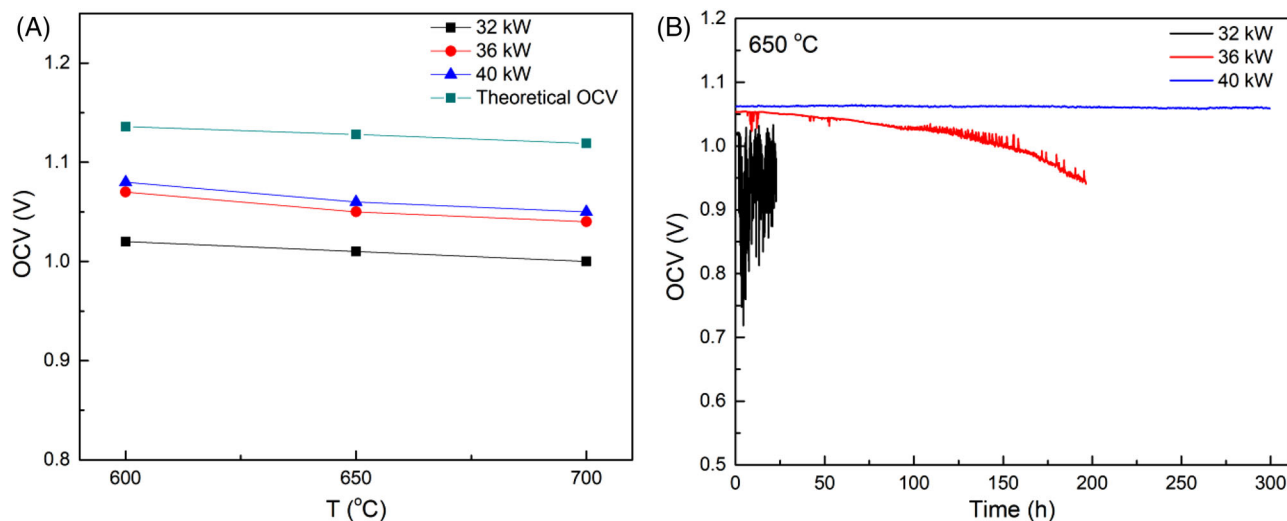 (A)
32 kW
36 kW
40 kW
Theoretical OCV
1.2
1.1
1.0
0.9
0.8
OCV (V)
600
650
700
T (°C)
(B)
650 °C
32 kW
36 kW
40 kW
1.2
1.1
1.0
0.9
0.8
0.7
0.6
0.5
OCV (V)
0
50
100
150
200
250
300
Time (h)